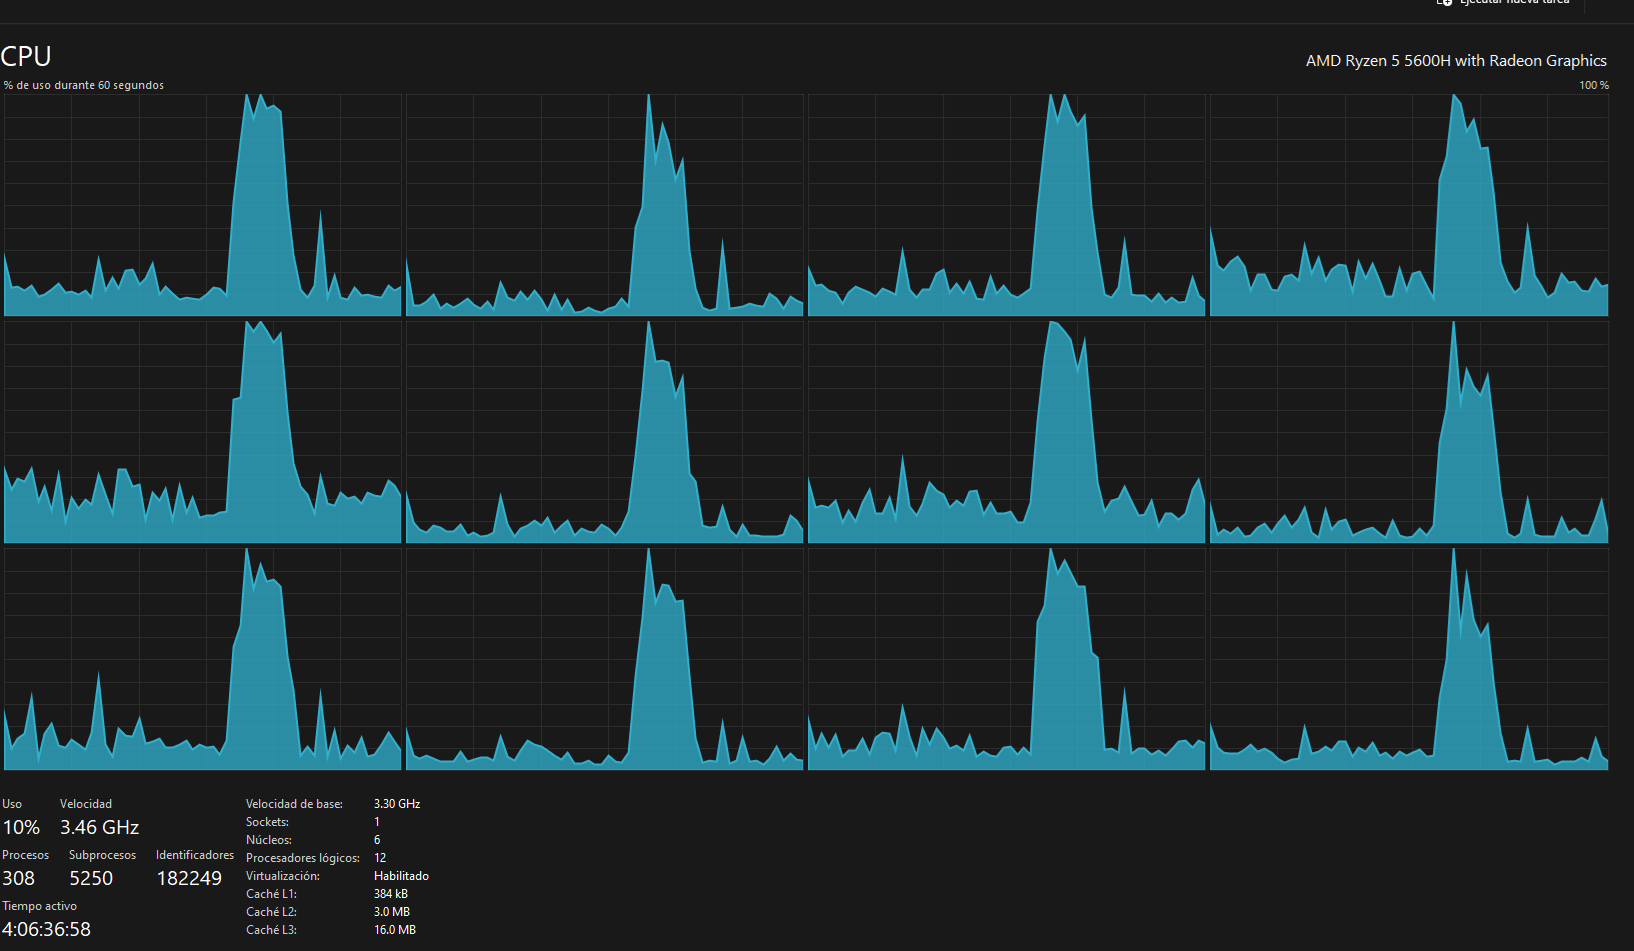 Ejecutar nueva tarea
CPU
AMD Ryzen 5 5600H with Radeon Graphics
% de uso durante 60 segundos
100 %
Uso
Velocidad
10%
3.46 GHz
Procesos
Subprocesos
Identificadores
308
5250
182249
Tiempo activo
4:06:36:58
Velocidad de base: 3.30 GHz
Sockets: 1
Núcleos: 6
Procesadores lógicos: 12
Virtualización: Habilitado
Caché L1: 384 kB
Caché L2: 3.0 MB
Caché L3: 16.0 MB